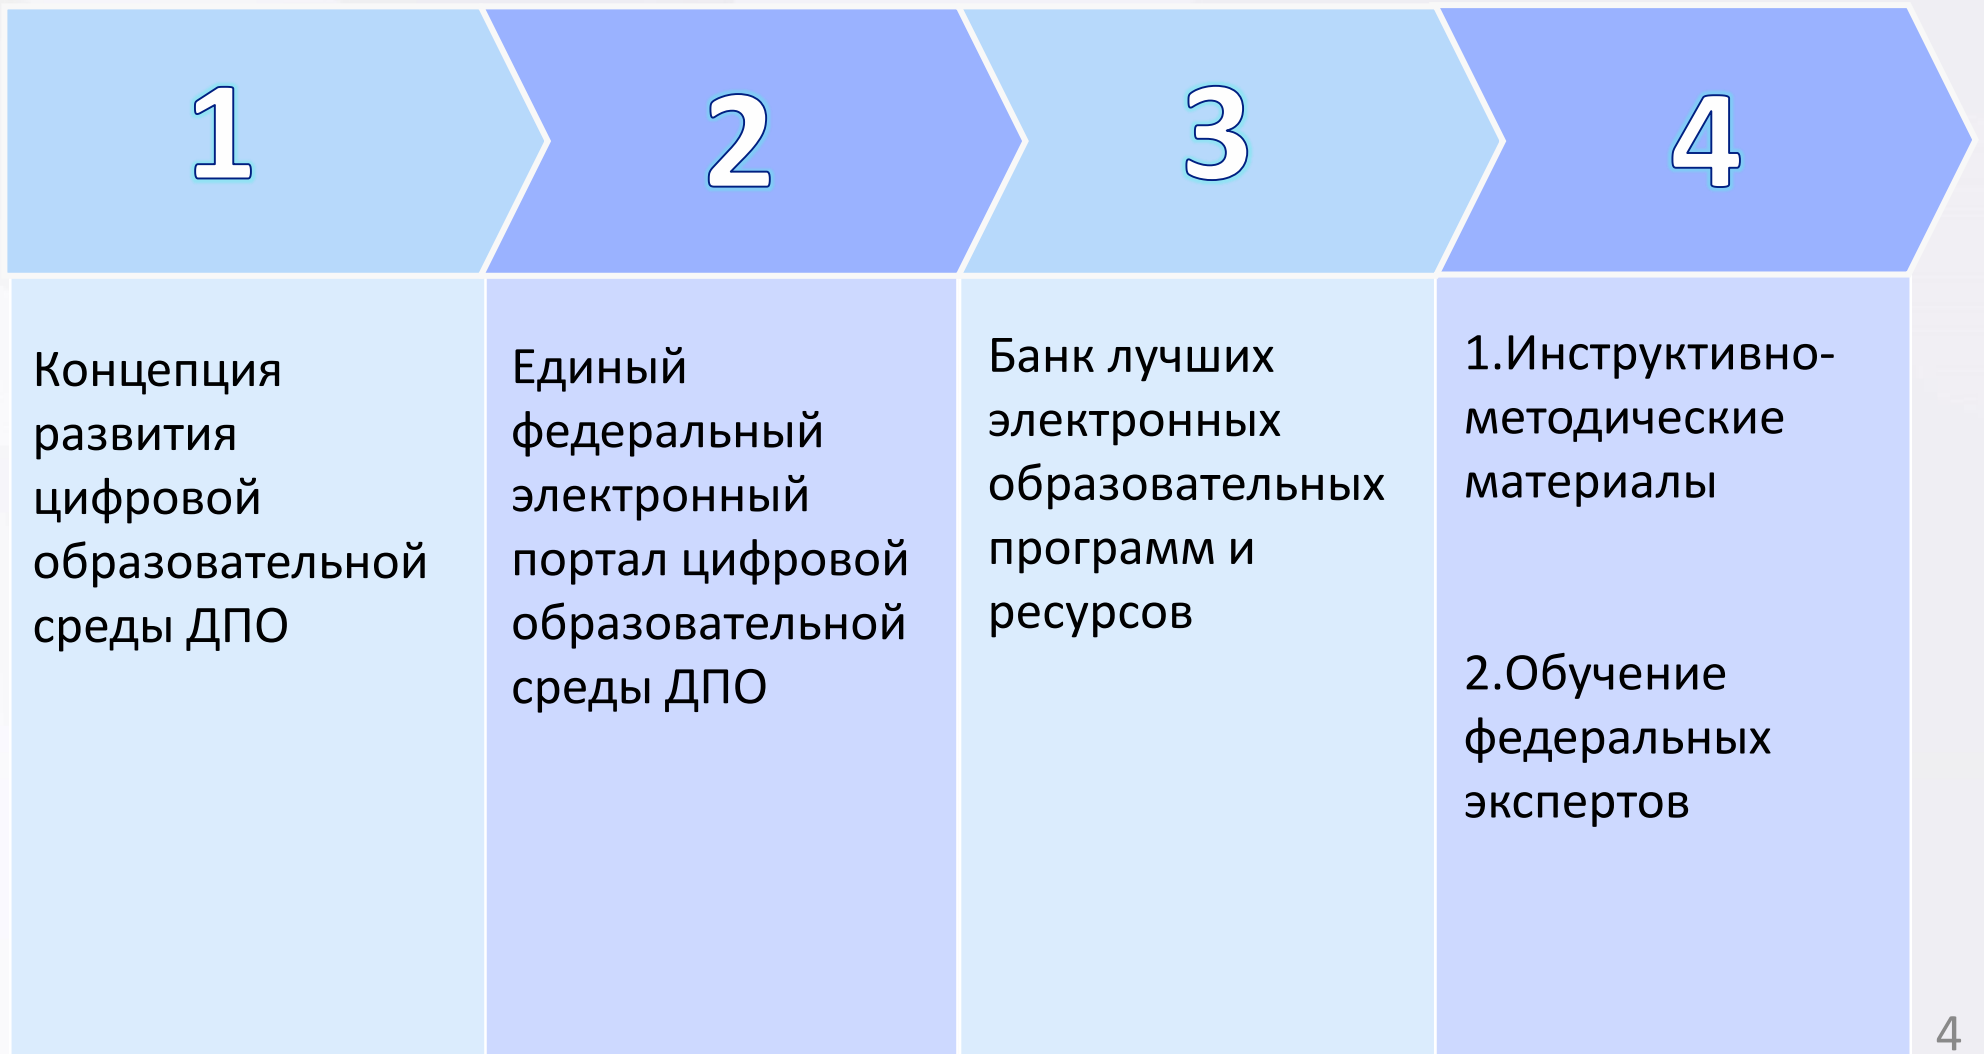 1
2
3
4
Концепция
развития
цифровой
образовательной
среды ДПО
Единый
федеральный
электронный
портал цифровой
образовательной
среды ДПО
Банк лучших
электронных
образовательных
программ и
ресурсов
1.Инструктивно-
методические
материалы
2.Обучение
федеральных
экспертов
4